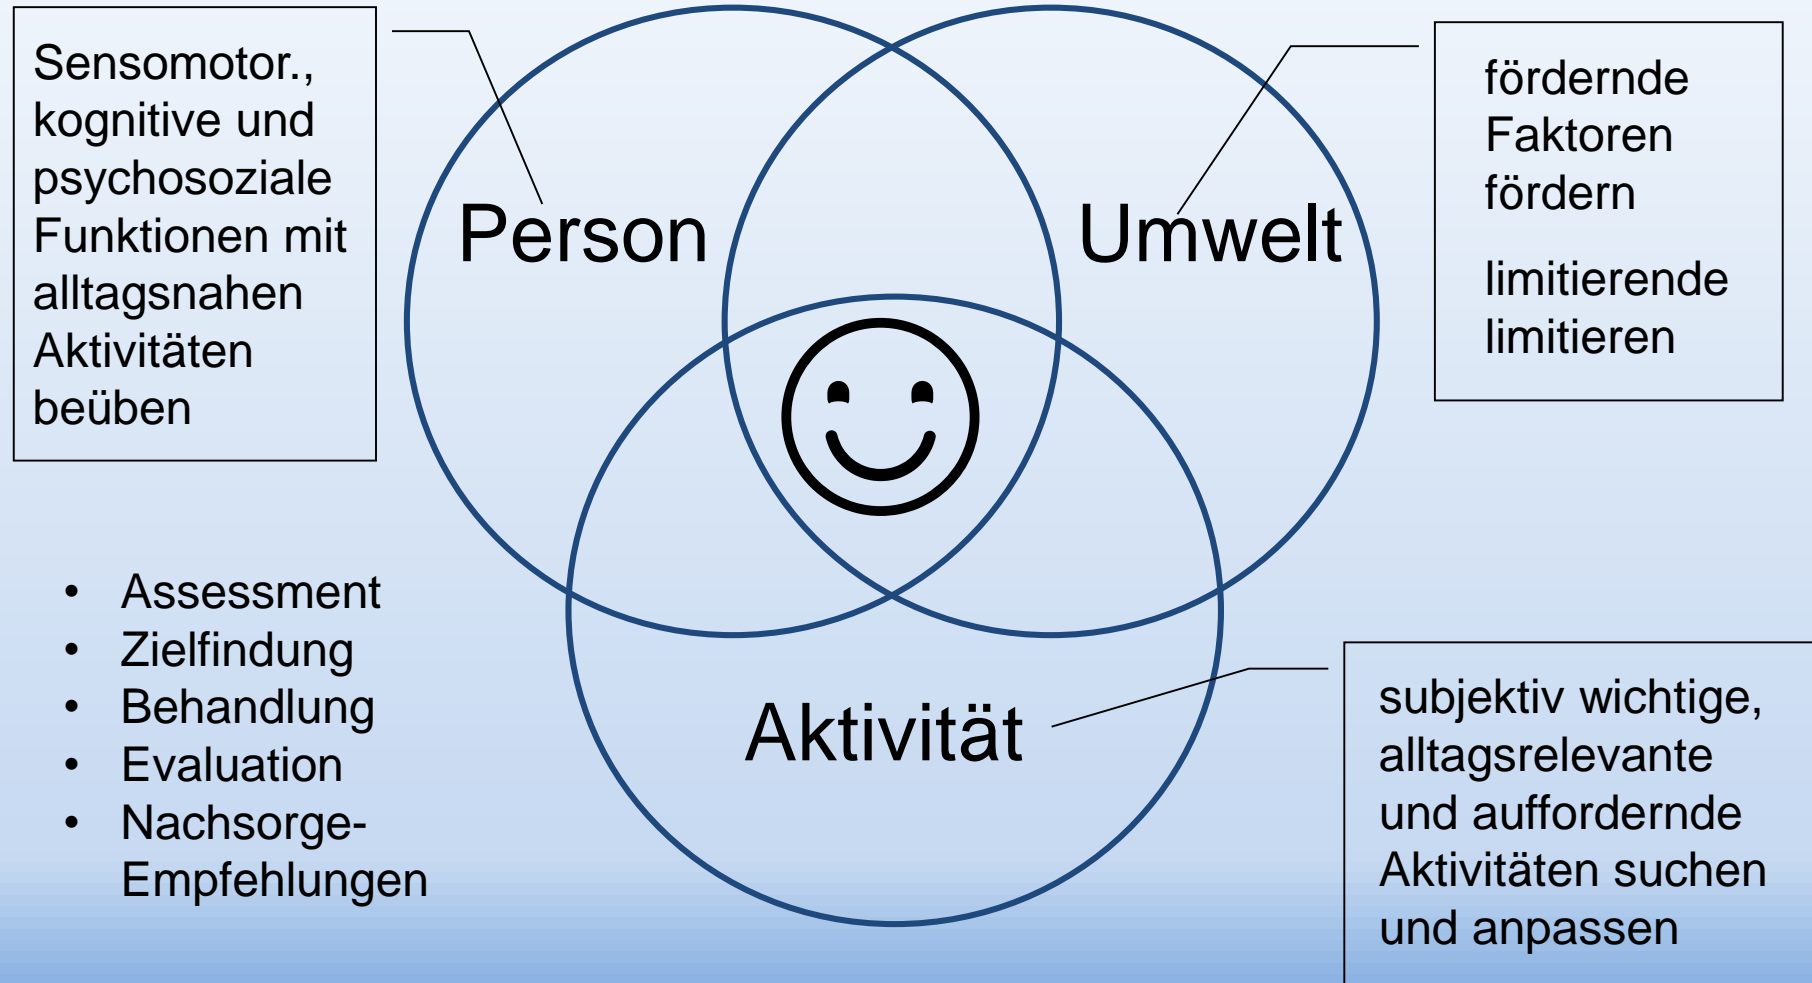 Sensomotor.,
kognitive und
psychosoziale
Funktionen mit
alltagsnahen
Aktivitäten
beüben
Person
Umwelt
fördernde
Faktoren
fördern
limitierende
limitieren
• Assessment
• Zielfindung
• Behandlung
• Evaluation
• Nachsorge-
Empfehlungen
Aktivität
subjektiv wichtige,
alltagsrelevante
und auffordernde
Aktivitäten suchen
und anpassen